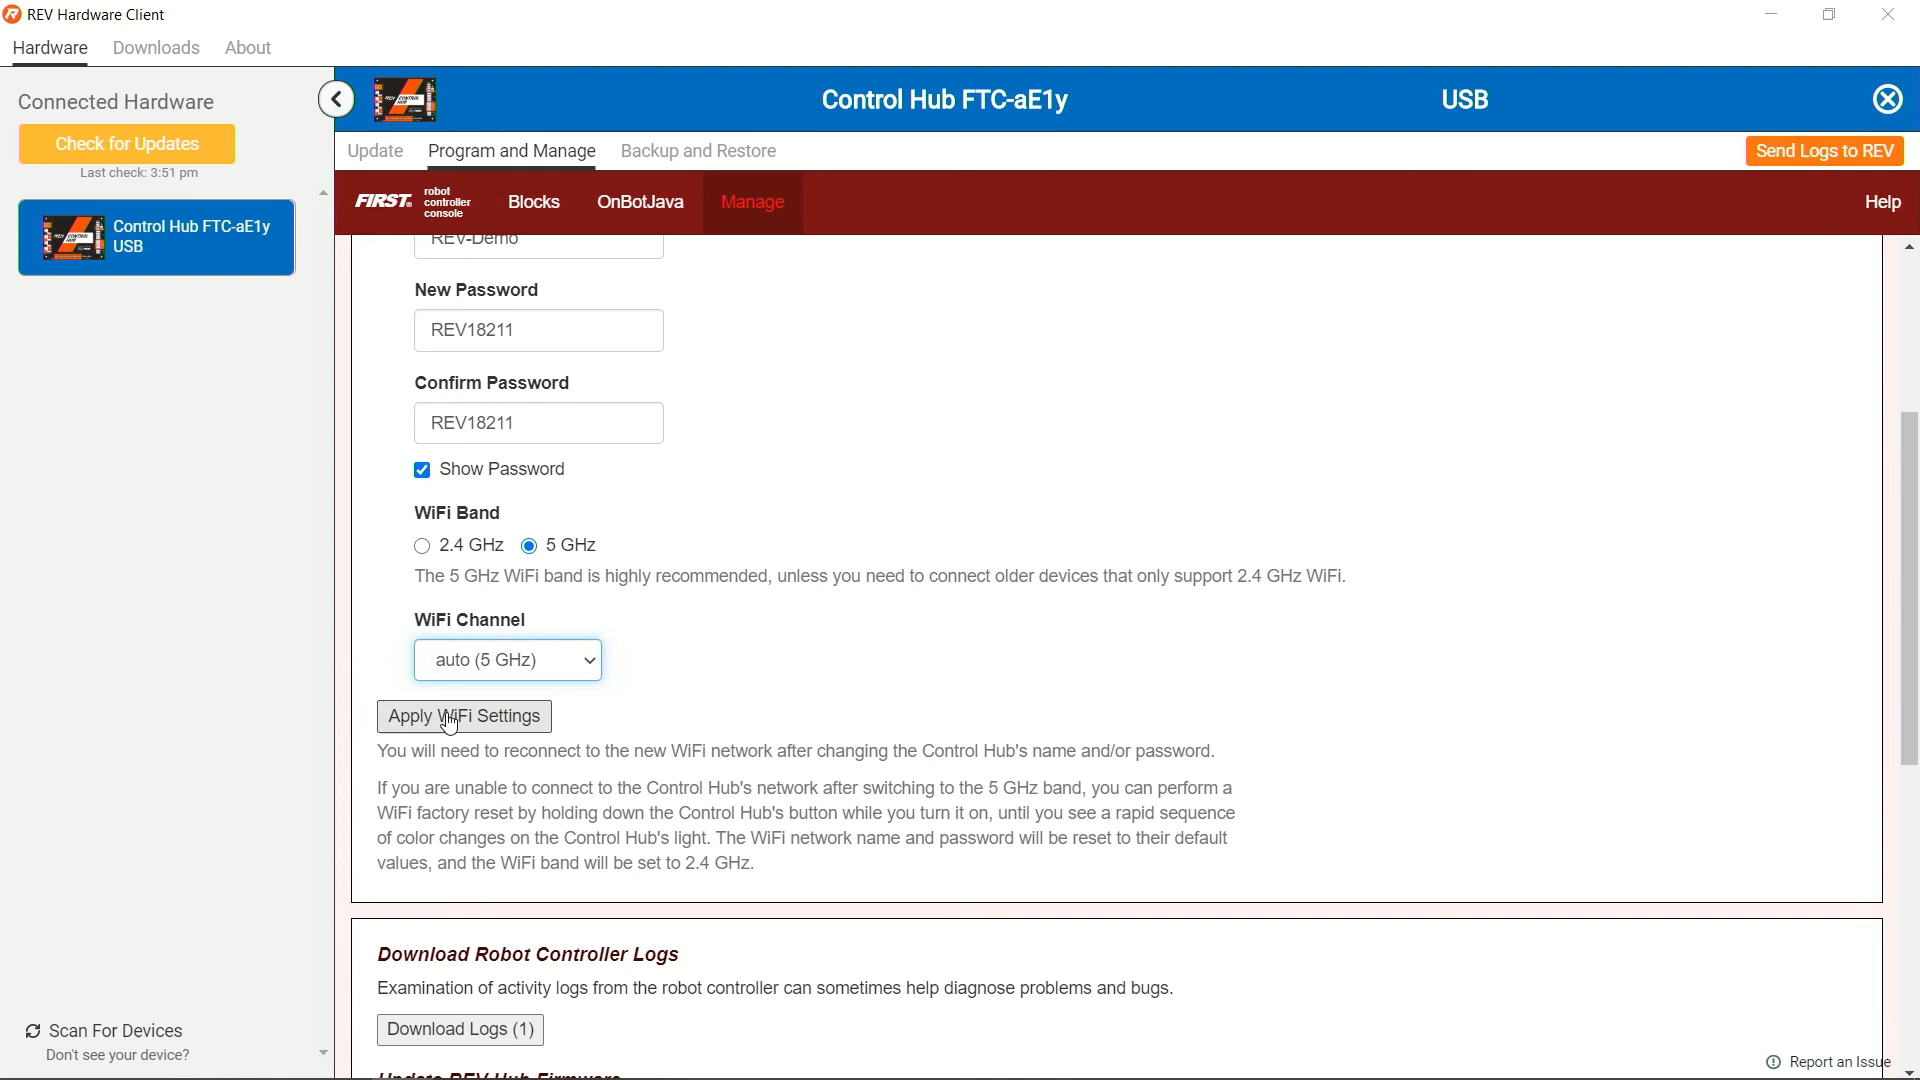 REV Hardware Client
Hardware Downloads About
Connected Hardware
Check for Updates
Last check: 3:51 pm
Control Hub FTC-aE1y
USB
Scan For Devices
Don't see your device?
Control Hub FTC-aE1y USB
Update Program and Manage Backup and Restore Send Logs to REV
FIRST. robot controller console Blocks OnBotJava Manage Help
REV-Demo
New Password
REV18211
Confirm Password
REV18211
Show Password
WiFi Band
2.4 GHz 5 GHz
The 5 GHz WiFi band is highly recommended, unless you need to connect older devices that only support 2.4 GHz WiFi.
WiFi Channel
auto (5 GHz)
Apply WiFi Settings
You will need to reconnect to the new WiFi network after changing the Control Hub's name and/or password.
If you are unable to connect to the Control Hub's network after switching to the 5 GHz band, you can perform a
WiFi factory reset by holding down the Control Hub's button while you turn it on, until you see a rapid sequence
of color changes on the Control Hub's light. The WiFi network name and password will be reset to their default
values, and the WiFi band will be set to 2.4 GHz.
Download Robot Controller Logs
Examination of activity logs from the robot controller can sometimes help diagnose problems and bugs.
Download Logs (1)
Report an Issue
Update REV Hub Firmware